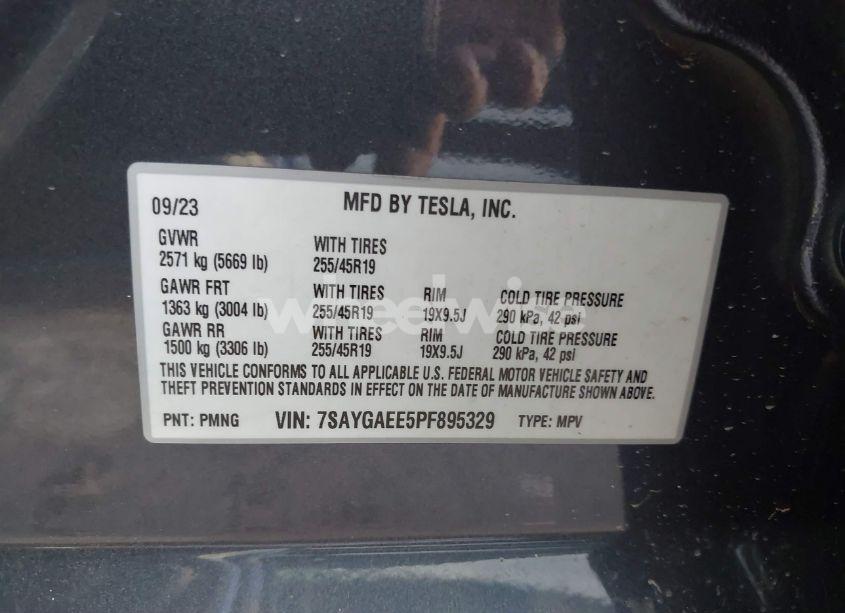 09/23 MFD BY TESLA, INC.
GVWR WITH TIRES
2571 kg (5669 lb) 255/45R19
GAWR FRT WITH TIRES RIM COLD TIRE PRESSURE
1363 kg (3004 lb) 255/45R19 19X9.5J 290 kPa, 42 psi
GAWR RR WITH TIRES RIM COLD TIRE PRESSURE
1500 kg (3306 lb) 255/45R19 19X9.5J 290 kPa, 42 psi
THIS VEHICLE CONFORMS TO ALL APPLICABLE U.S. FEDERAL MOTOR VEHICLE SAFETY AND
THEFT PREVENTION STANDARDS IN EFFECT ON THE DATE OF MANUFACTURE SHOWN ABOVE.
PNT: PMNG VIN: 7SAYGAEE5PF895329 TYPE: MPV
wheelwise